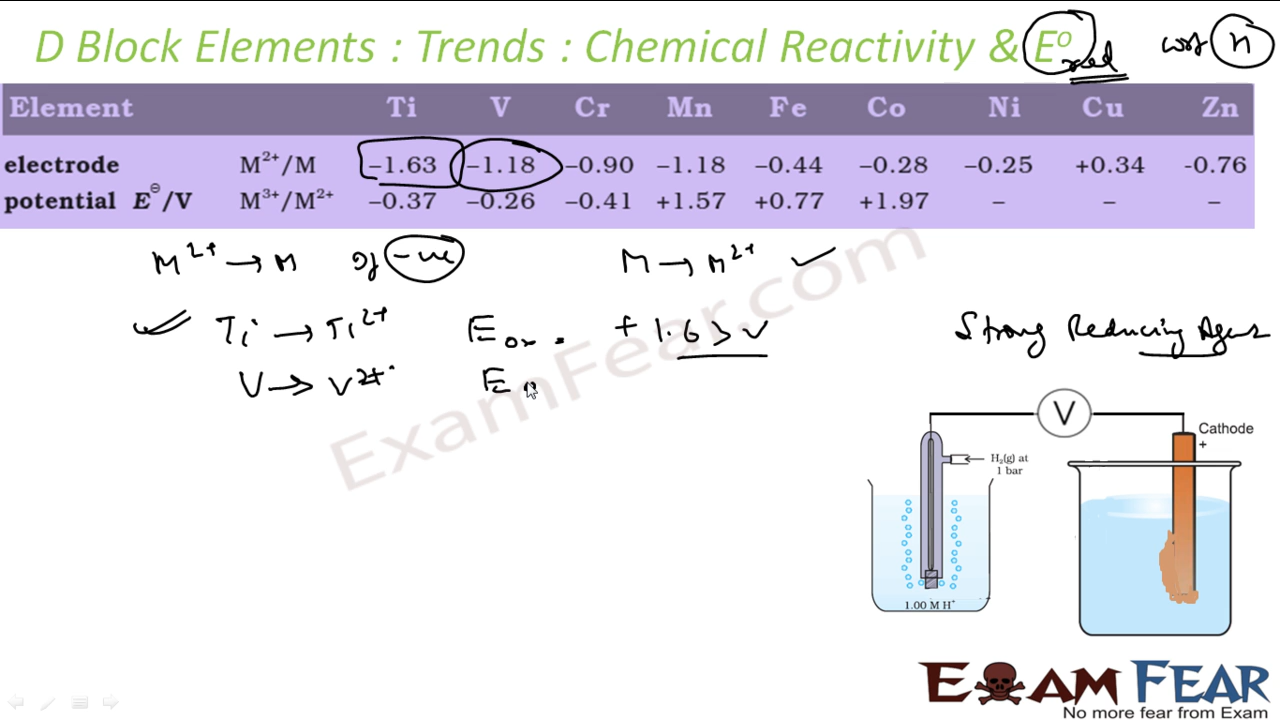 D Block Elements : Trends : Chemical Reactivity & E° red wrt H
Element Ti V Cr Mn Fe Co Ni Cu Zn
electrode M²⁺/M –1.63 –1.18 –0.90 –1.18 –0.44 –0.28 –0.25 +0.34 -0.76
potential E⊖/V M³⁺/M²⁺ –0.37 –0.26 –0.41 +1.57 +0.77 +1.97 – – –
M²⁺ → M if -ve M → M²⁺ ✓
✓ Ti → Ti²⁺ Eox = + 1.63 V Strong Reducing Agent
V → V²⁺ E
V
Cathode
+
H₂(g) at
1 bar
1.00 M H⁺
ExamFear.com
EXAM FEAR
No more fear from Exam